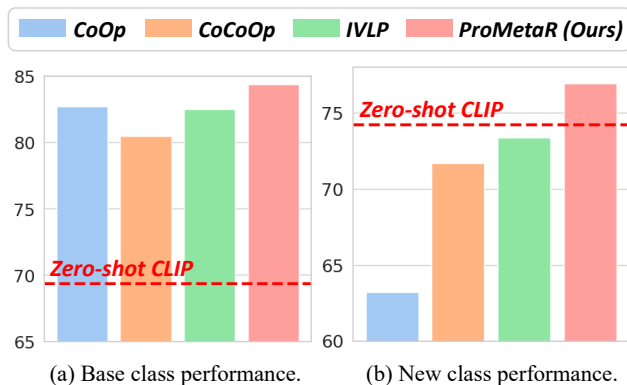 CoOp CoCoOp IVLP ProMetaR (Ours)
85
80
75
70
65
Zero-shot CLIP
75
70
65
60
Zero-shot CLIP
(a) Base class performance. (b) New class performance.